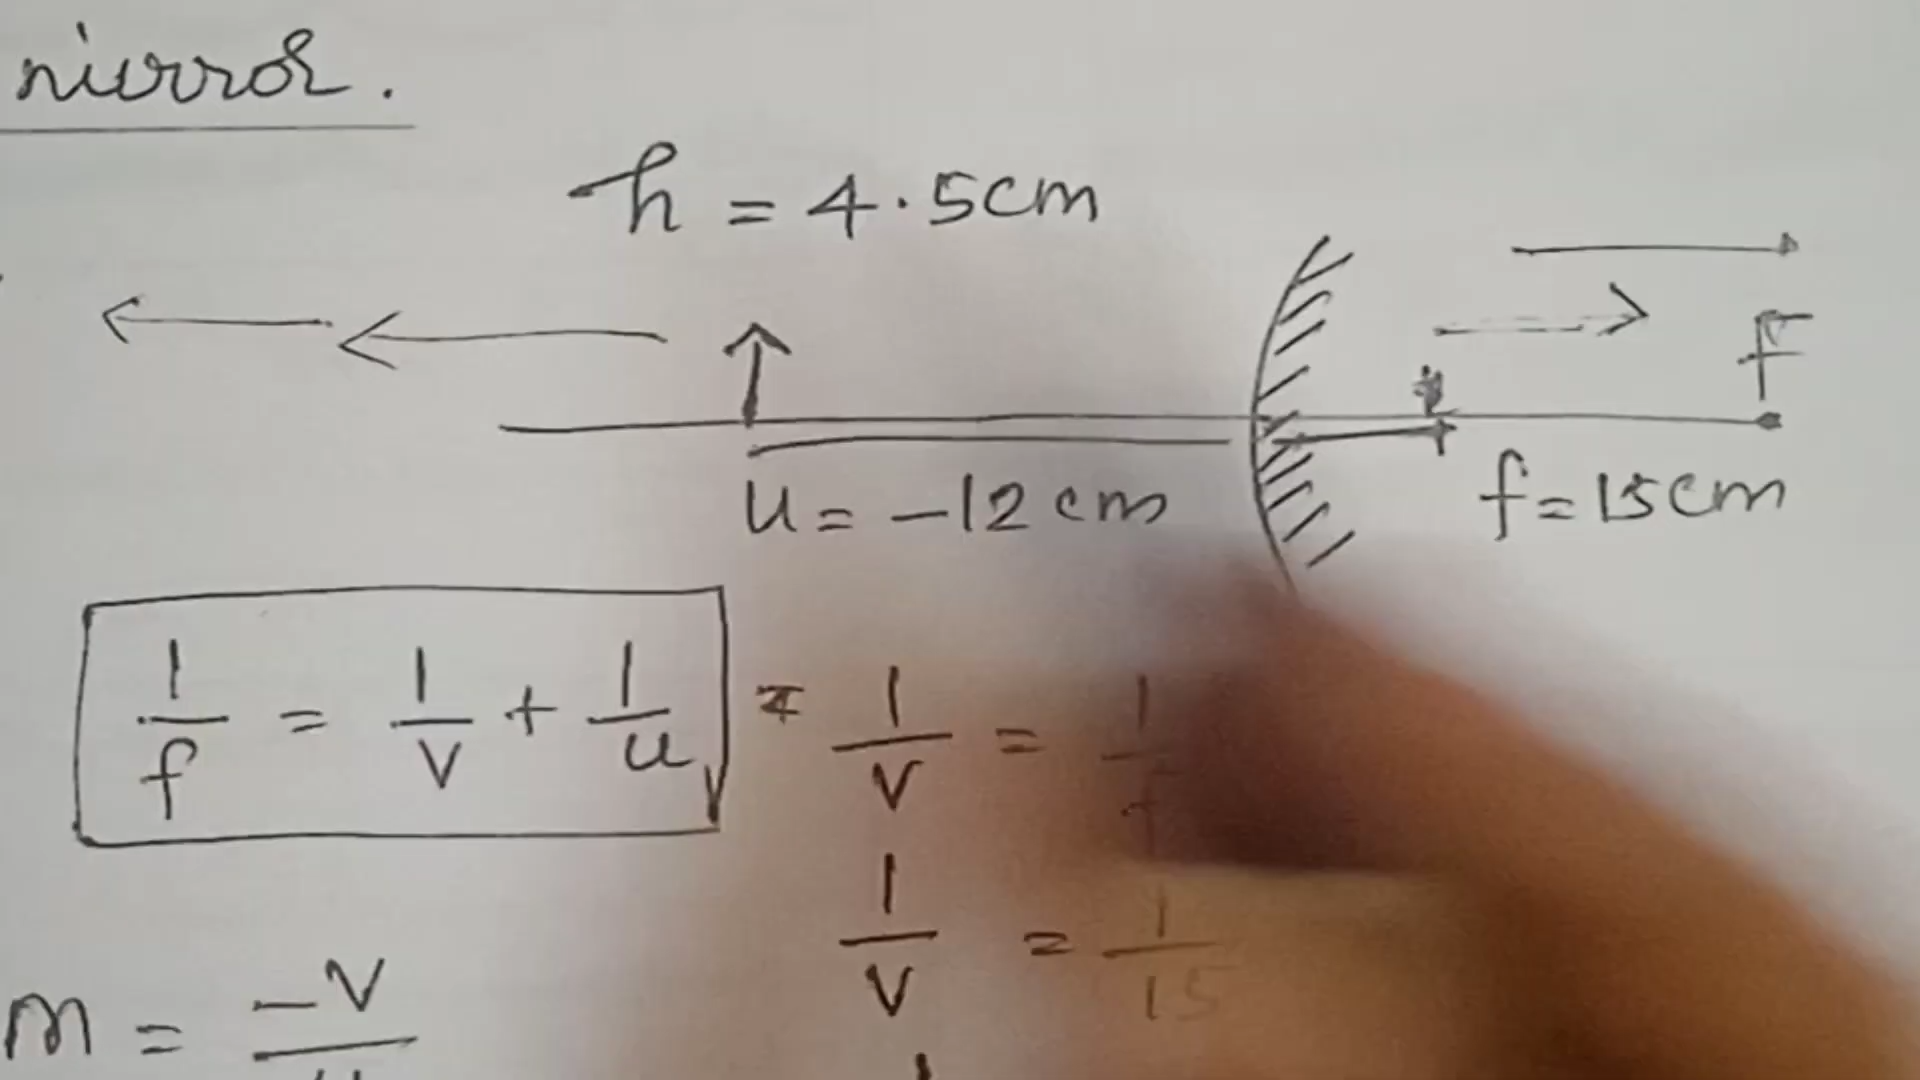 mirror.
h = 4.5cm
F
u = -12 cm
f = 15cm
1/f = 1/v + 1/u
1/v = 1/f
1/v = 1/15
m = -v/u